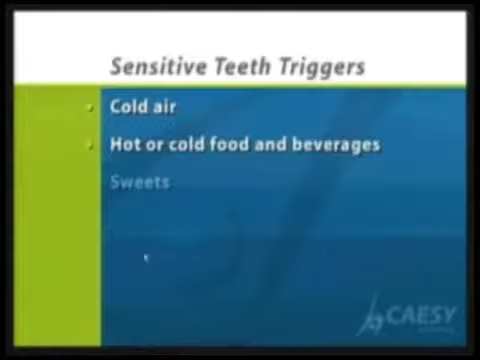 Sensitive Teeth Triggers
Cold air
Hot or cold food and beverages
Sweets
CAESY